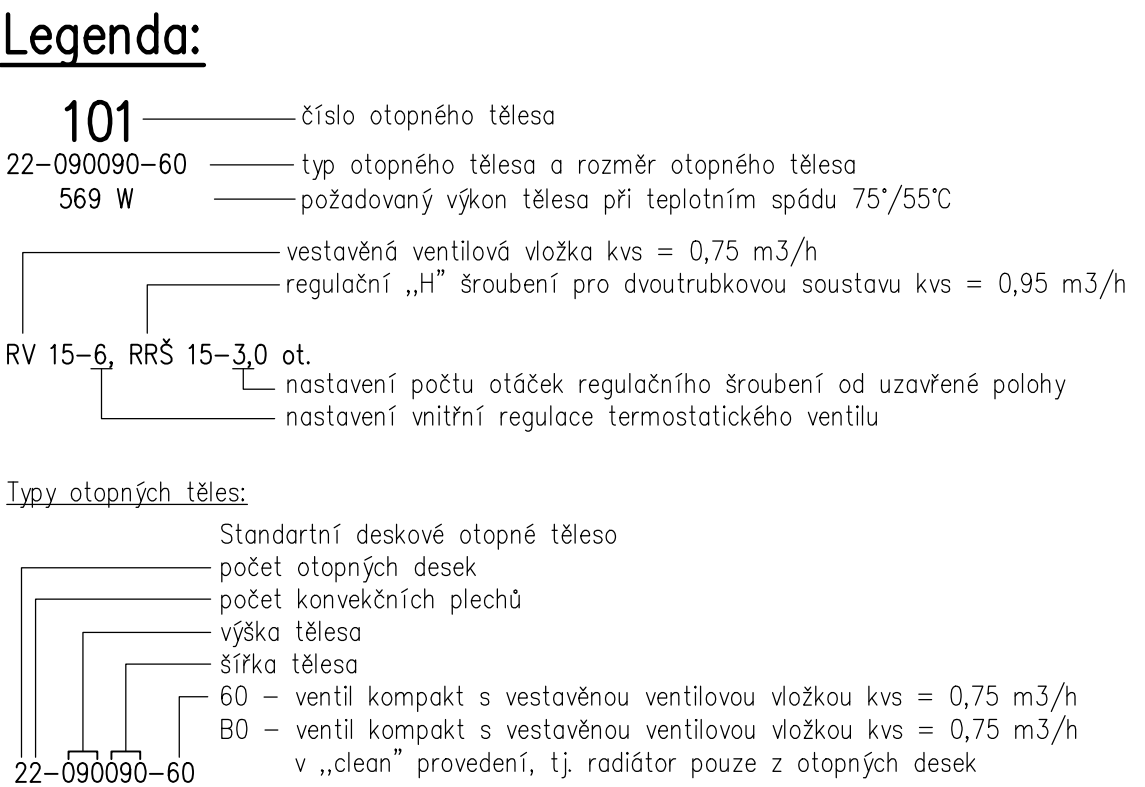 Legenda:
101 číslo otopného tělesa
22-090090-60 typ otopného tělesa a rozměr otopného tělesa
569 W požadovaný výkon tělesa při teplotním spádu 75°/55°C
vestavěná ventilová vložka kvs = 0,75 m3/h
regulační ,,H" šroubení pro dvoutrubkovou soustavu kvs = 0,95 m3/h
RV 15-6, RRŠ 15-3,0 ot.
nastavení počtu otáček regulačního šroubení od uzavřené polohy
nastavení vnitřní regulace termostatického ventilu
Typy otopných těles:
Standartní deskové otopné těleso
počet otopných desek
počet konvekčních plechů
výška tělesa
šířka tělesa
60 - ventil kompakt s vestavěnou ventilovou vložkou kvs = 0,75 m3/h
B0 - ventil kompakt s vestavěnou ventilovou vložkou kvs = 0,75 m3/h
v ,,clean" provedení, tj. radiátor pouze z otopných desek
22-090090-60